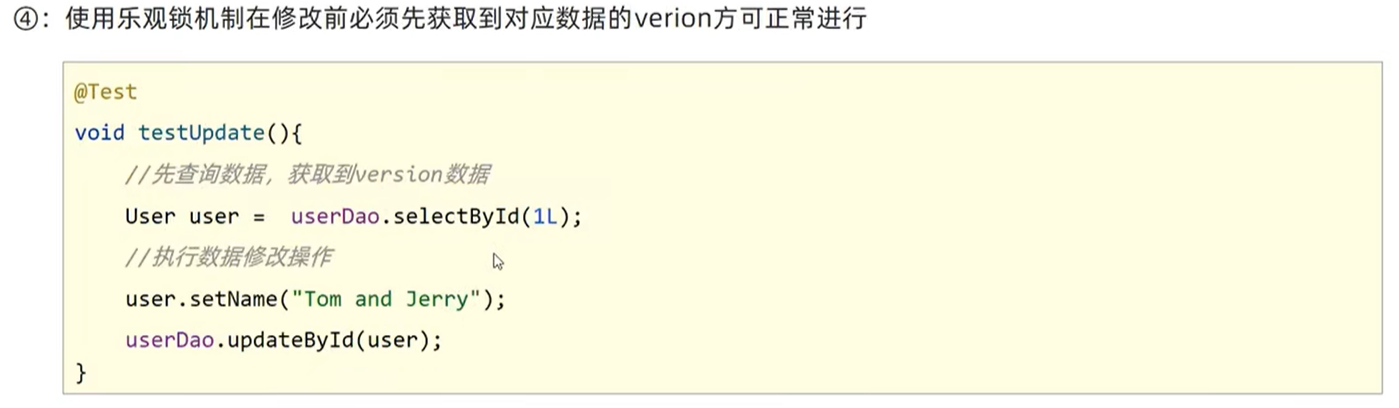 ④：使用乐观锁机制在修改前必须先获取到对应数据的verion方可正常进行
@Test
void testUpdate(){
//先查询数据，获取到version数据
User user =  userDao.selectById(1L);
//执行数据修改操作
user.setName("Tom and Jerry");
userDao.updateById(user);
}